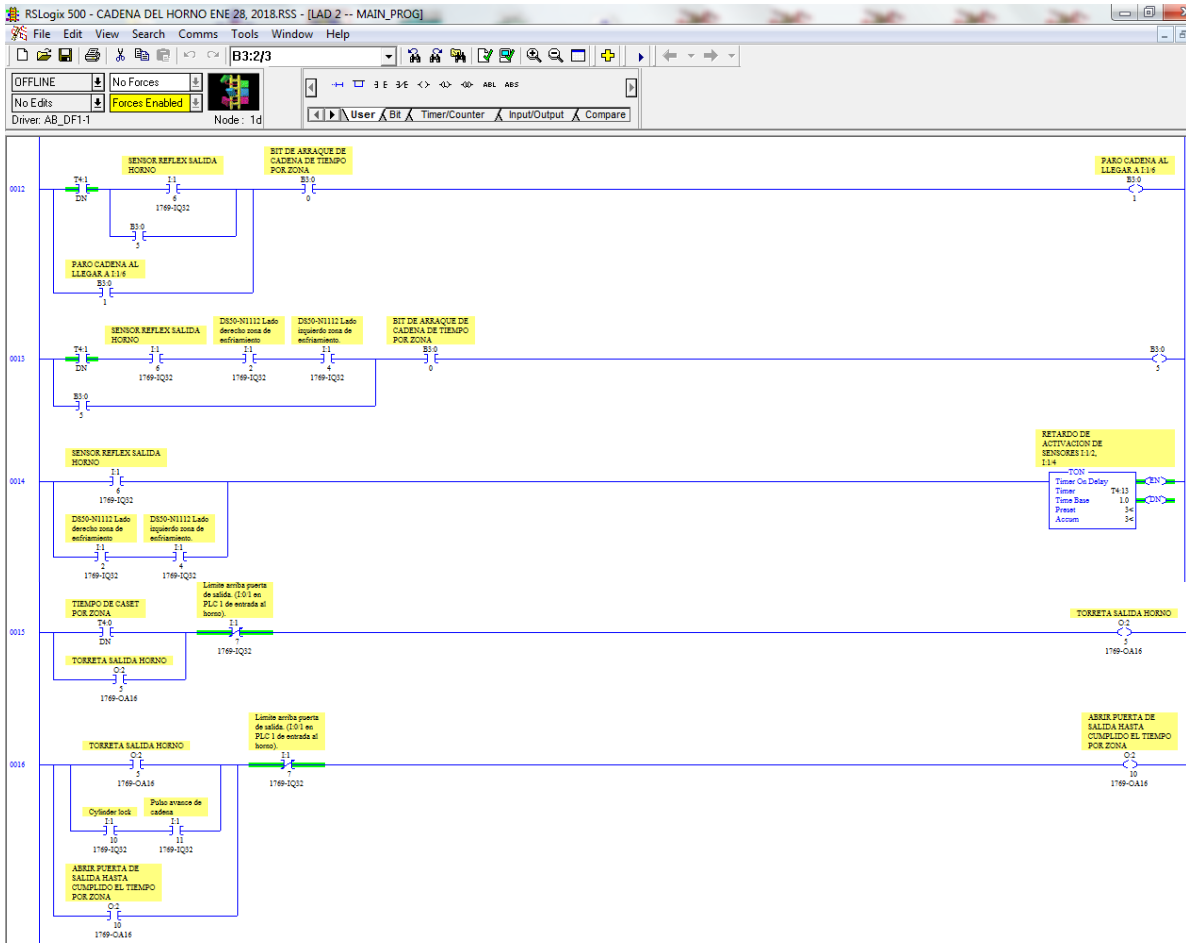 RSLogix 500 - CADENA DEL HORNO ENE 28, 2018.RSS - [LAD 2 -- MAIN_PROG]
File Edit View Search Comms Tools Window Help
B3:2/3
OFFLINE No Forces
No Edits Forces Enabled
Driver: AB_DF1-1 Node : 1d
ABL ABS
User Bit Timer/Counter Input/Output Compare
0012
T4:1
DN
SENSOR REFLEX SALIDA
HORNO
I:1
6
1769-IQ32
B3:0
5
PARO CADENA AL
LLEGAR A I:1/6
B3:0
1
BIT DE ARRAQUE DE
CADENA DE TIEMPO
POR ZONA
B3:0
0
PARO CADENA AL
LLEGAR A I:1/6
B3:0
1
0013
T4:1
DN
SENSOR REFLEX SALIDA
HORNO
I:1
6
1769-IQ32
DS50-N1112 Lado
derecho zona de
enfriamiento
I:1
2
1769-IQ32
DS50-N1112 Lado
izquierdo zona de
enfriamiento.
I:1
4
1769-IQ32
BIT DE ARRAQUE DE
CADENA DE TIEMPO
POR ZONA
B3:0
0
B3:0
5
B3:0
5
0014
SENSOR REFLEX SALIDA
HORNO
I:1
6
1769-IQ32
DS50-N1112 Lado
derecho zona de
enfriamiento
I:1
2
1769-IQ32
DS50-N1112 Lado
izquierdo zona de
enfriamiento.
I:1
4
1769-IQ32
RETARDO DE
ACTIVACION DE
SENSORES I:1/2,
I:1/4
TON
Timer On Delay
Timer T4:13
Time Base 1.0
Preset 3<
Accum 3<
EN
DN
0015
TIEMPO DE CASET
POR ZONA
T4:0
DN
TORRETA SALIDA HORNO
O:2
5
1769-OA16
Limite arriba puerta
de salida. (I:0/1 en
PLC 1 de entrada al
horno).
I:1
7
1769-IQ32
TORRETA SALIDA HORNO
O:2
5
1769-OA16
0016
TORRETA SALIDA HORNO
O:2
5
1769-OA16
Cylinder lock
I:1
10
1769-IQ32
Pulso avance de
cadena
I:1
11
1769-IQ32
ABRIR PUERTA DE
SALIDA HASTA
CUMPLIDO EL TIEMPO
POR ZONA
O:2
10
1769-OA16
Limite arriba puerta
de salida. (I:0/1 en
PLC 1 de entrada al
horno).
I:1
7
1769-IQ32
ABRIR PUERTA DE
SALIDA HASTA
CUMPLIDO EL TIEMPO
POR ZONA
O:2
10
1769-OA16